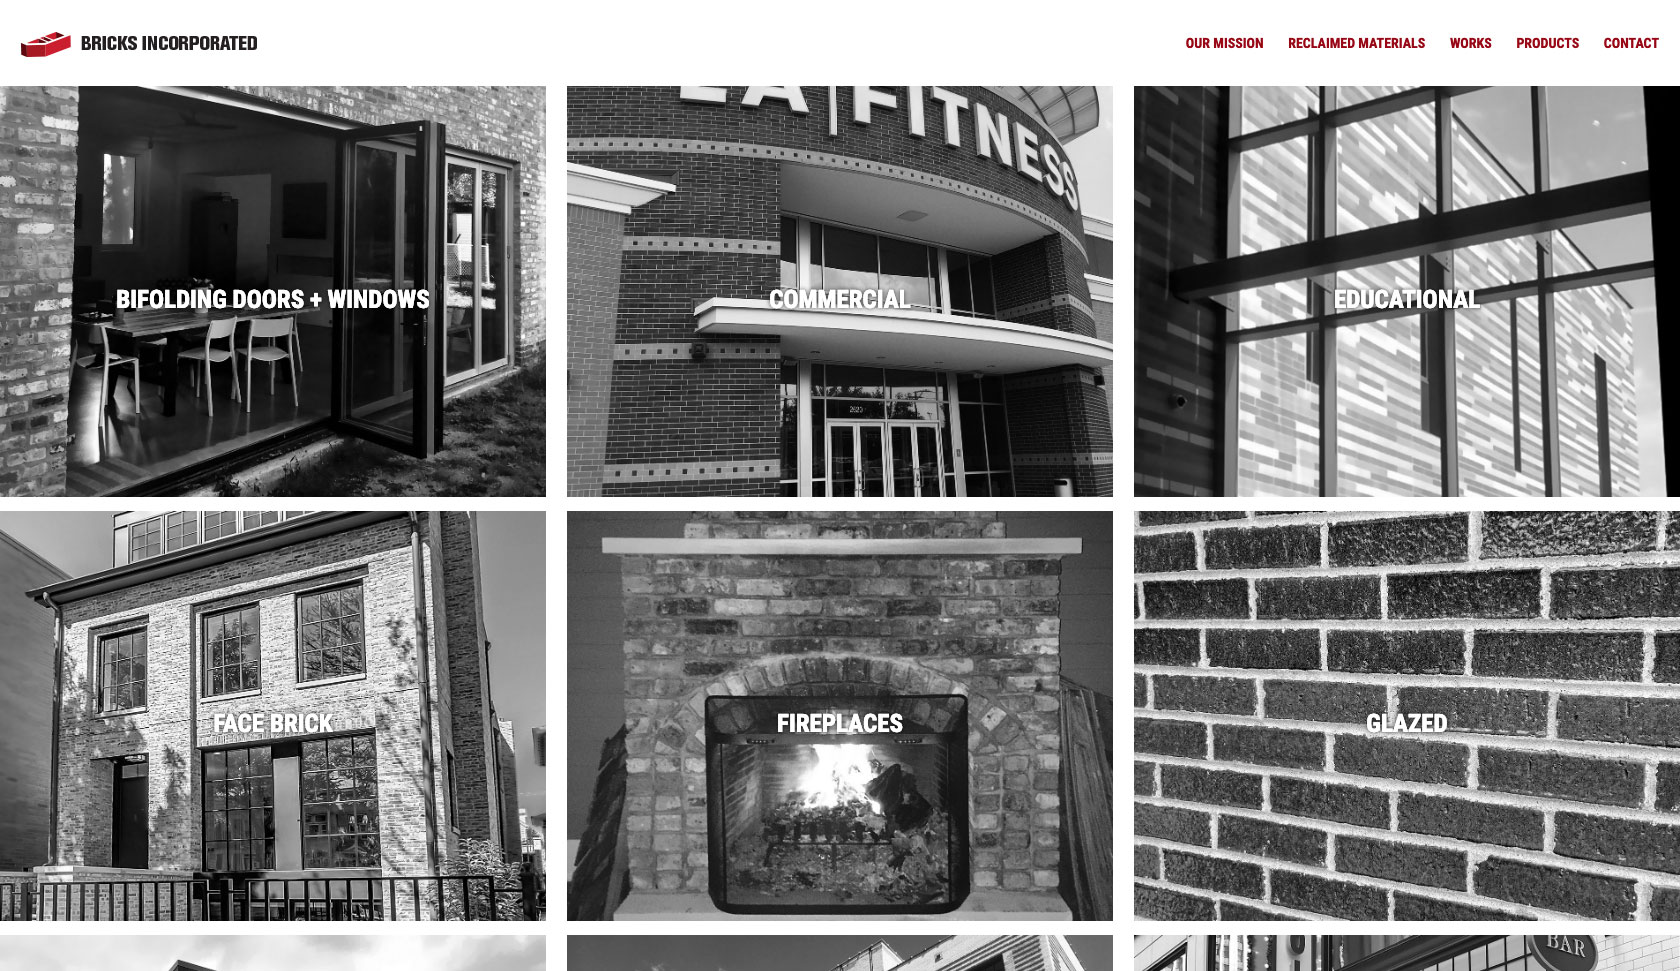 BRICKS INCORPORATED
OUR MISSION RECLAIMED MATERIALS WORKS PRODUCTS CONTACT
LA FITNESS
2623
BIFOLDING DOORS + WINDOWS
COMMERCIAL
EDUCATIONAL
FACE BRICK
FIREPLACES
GLAZED
BAR